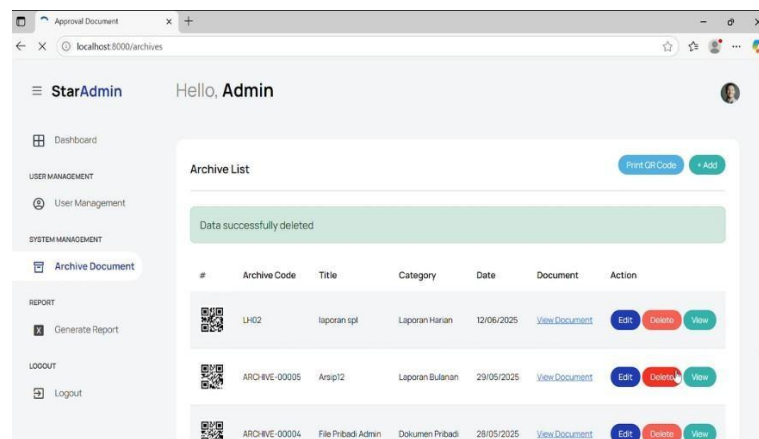 Approval Document
localhost:8000/archives
StarAdmin
Hello, Admin
Dashboard
Archive List
Print QR Code
+ Add
USER MANAGEMENT
User Management
Data successfully deleted
SYSTEM MANAGEMENT
Archive Document
# Archive Code Title Category Date Document Action
REPORT
LH02 laporan spl Laporan Harian 12/06/2025 View Document Edit Delete View
Generate Report
LOGOUT
ARCHIVE-00005 Arsip12 Laporan Bulanan 29/05/2025 View Document Edit Delete View
Logout
ARCHIVE-00004 File Pribadi Admin Dokumen Pribadi 28/05/2025 View Document Edit Delete View